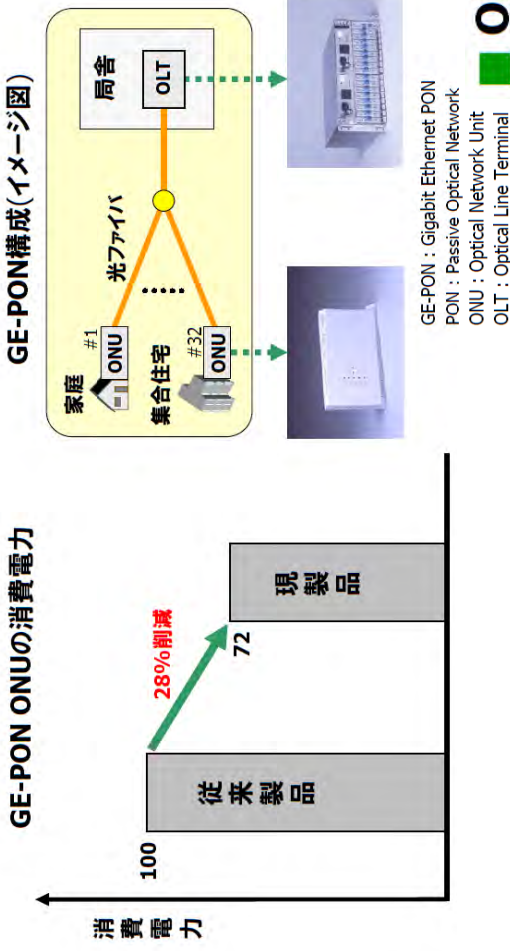 GE-PON ONUの消費電力
消費電力
100
従来製品
28%削減
72
現製品
GE-PON構成(イメージ図)
家庭
#1
ONU
集合住宅
#32
ONU
光ファイバ
局舎
OLT
GE-PON : Gigabit Ethernet PON
PON : Passive Optical Network
ONU : Optical Network Unit
OLT : Optical Line Terminal
O